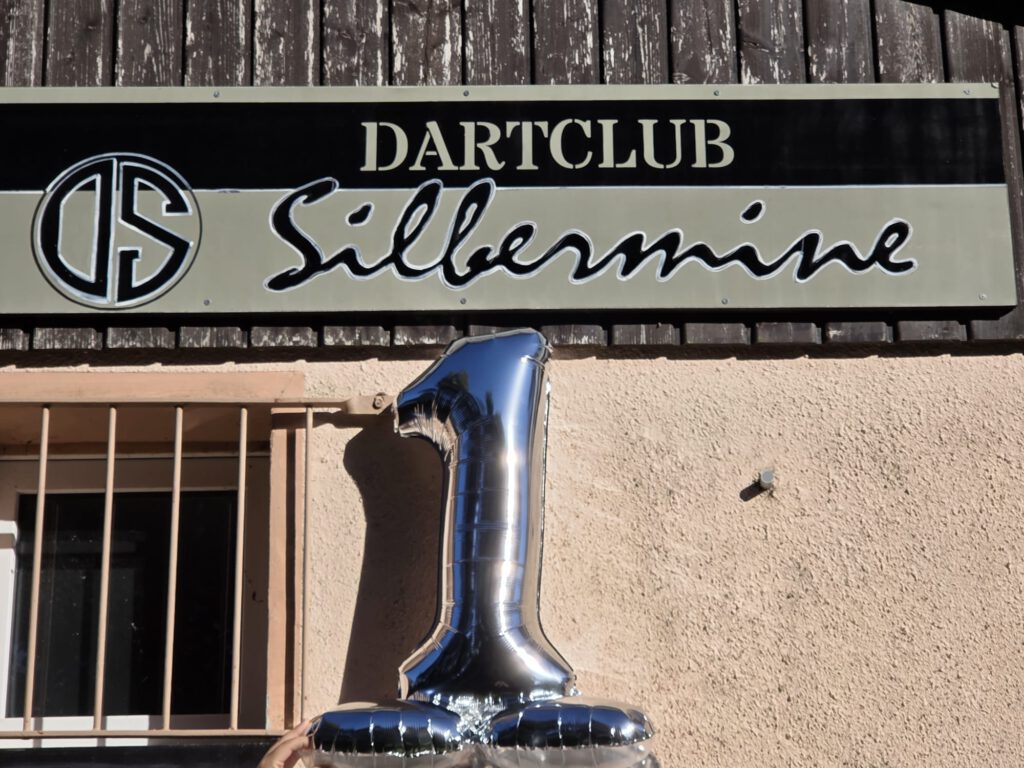 DARTCLUB
DS Silbermine
1